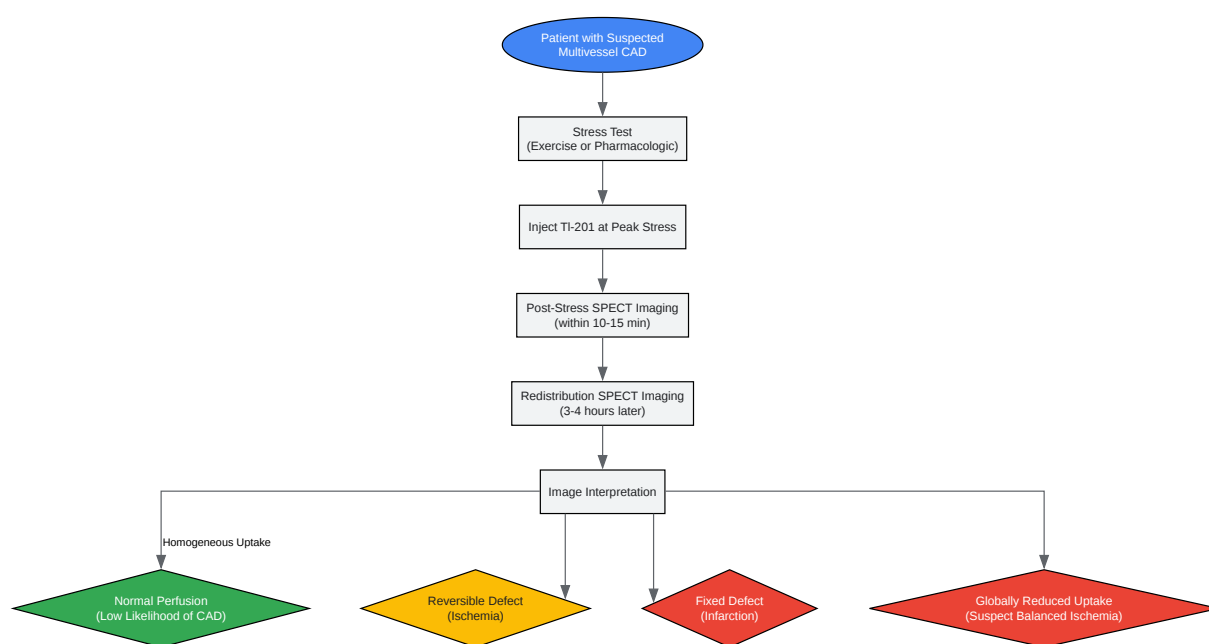 Patient with Suspected
Multivessel CAD
Stress Test
(Exercise or Pharmacologic)
Inject Tl-201 at Peak Stress
Post-Stress SPECT Imaging
(within 10-15 min)
Redistribution SPECT Imaging
(3-4 hours later)
Image Interpretation
Homogeneous Uptake
Normal Perfusion
(Low Likelihood of CAD)
Reversible Defect
(Ischemia)
Fixed Defect
(Infarction)
Globally Reduced Uptake
(Suspect Balanced Ischemia)